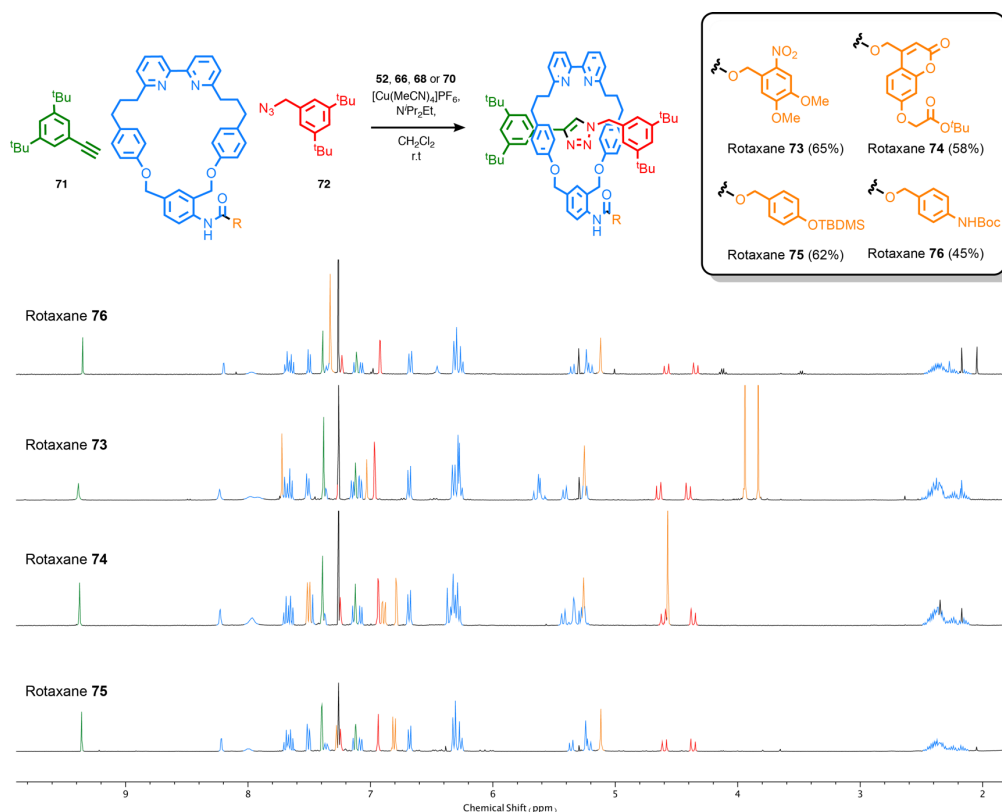 tBu
tBu
71
N
N
O
O
O
N
H
R
N3
tBu
tBu
72
52, 66, 68 or 70
[Cu(MeCN)4]PF6,
NiPr2Et,
CH2Cl2
r.t
tBu
tBu
N
N
N
N
N
tBu
tBu
O
O
O
N
H
R
NO2
O
OMe
OMe
Rotaxane 73 (65%)
O
O
O
O
CO2tBu
Rotaxane 74 (58%)
O
OTBDMS
Rotaxane 75 (62%)
O
NHBoc
Rotaxane 76 (45%)
Rotaxane 76
Rotaxane 73
Rotaxane 74
Rotaxane 75
9 8 7 6 5 4 3 2
Chemical Shift (ppm)